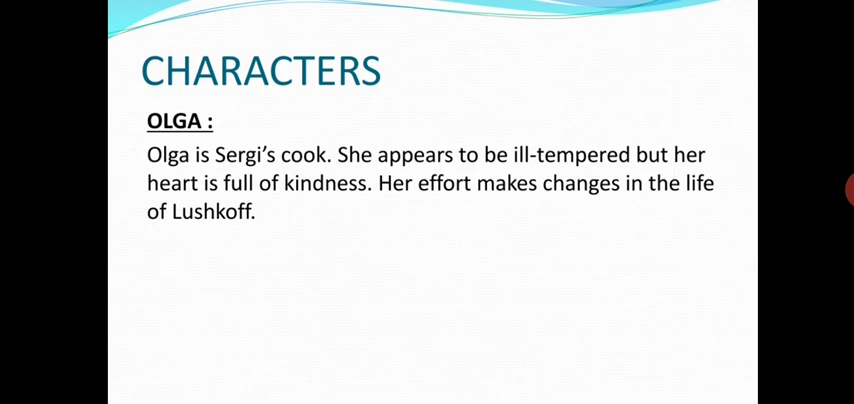 CHARACTERS
OLGA :
Olga is Sergi's cook. She appears to be ill-tempered but her
heart is full of kindness. Her effort makes changes in the life
of Lushkoff.